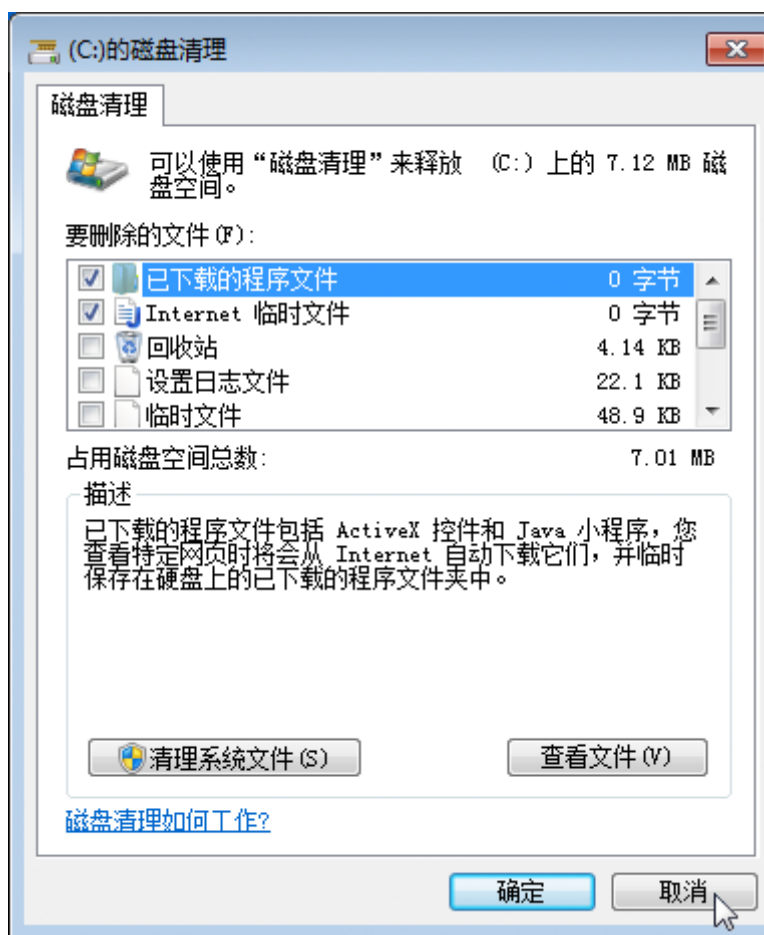 (C:)的磁盘清理
磁盘清理
可以使用“磁盘清理”来释放 (C:) 上的 7.12 MB 磁
盘空间。
要删除的文件(F):
已下载的程序文件 0 字节
Internet 临时文件 0 字节
回收站 4.14 KB
设置日志文件 22.1 KB
临时文件 48.9 KB
占用磁盘空间总数: 7.01 MB
描述
已下载的程序文件包括 ActiveX 控件和 Java 小程序，您
查看特定网页时将会从 Internet 自动下载它们，并临时
保存在硬盘上的已下载的程序文件夹中。
清理系统文件(S) 查看文件(V)
磁盘清理如何工作?
确定 取消